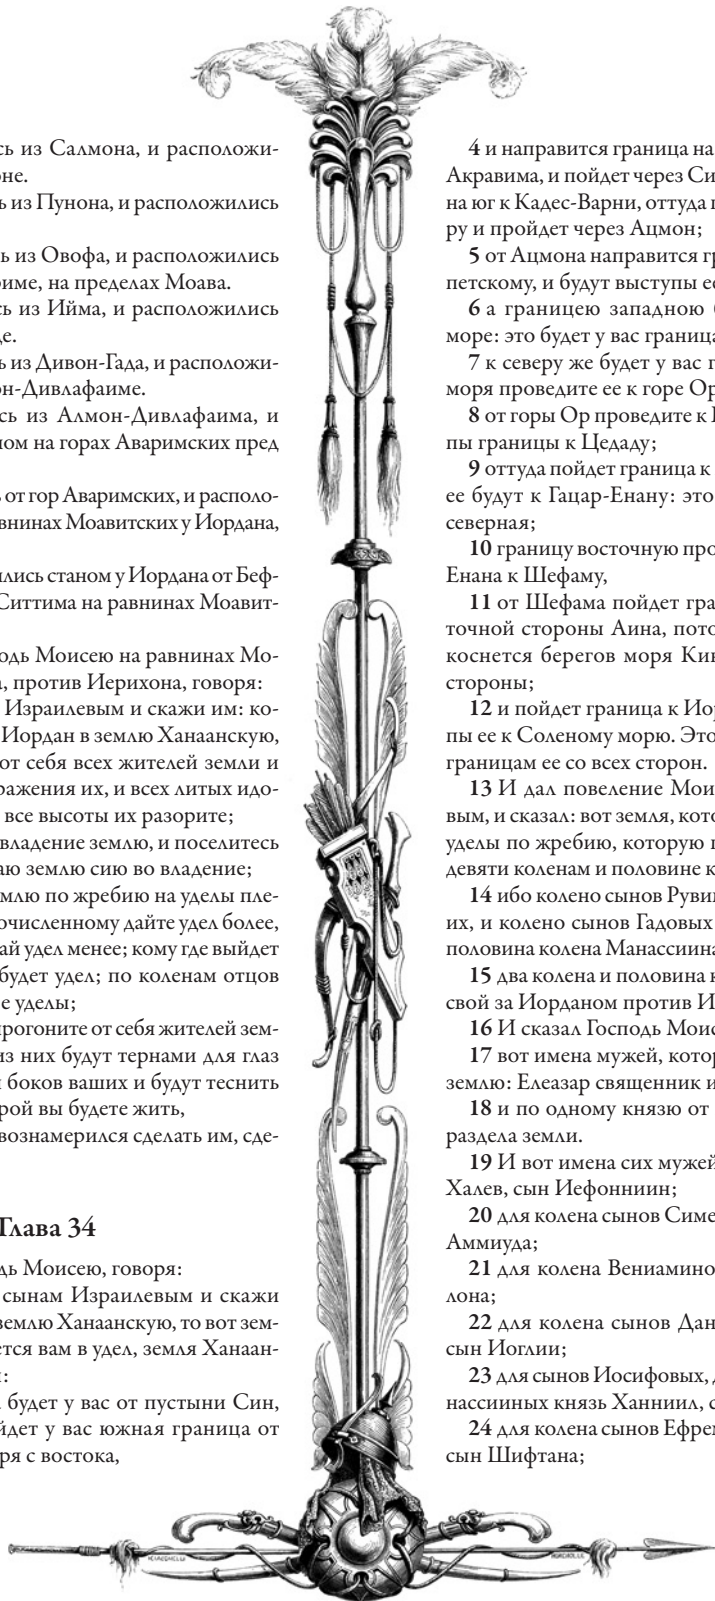 сь из Салмона, и расположи-
оне.
ь из Пунона, и расположились
ь из Овофа, и расположились
риме, на пределах Моава.
сь из Ийма, и расположились
де.
ь из Дивон-Гада, и расположи-
он-Дивлафаиме.
сь из Алмон-Дивлафаима, и
ном на горах Аваримских пред
ь от гор Аваримских, и располо-
внинах Моавитских у Иордана,
лись станом у Иордана от Беф-
Ситтима на равнинах Моавит-
одь Моисею на равнинах Мо-
а, против Иерихона, говоря:
Израилевым и скажи им: ко-
Иордан в землю Ханаанскую,
от себя всех жителей земли и
ражения их, и всех литых идо-
все высоты их разорите;
владение землю, и поселитесь
аю землю сию во владение;
млю по жребию на уделы пле-
очисленному дайте удел более,
ай удел менее; кому где выйдет
будет удел; по коленам отцов
е уделы;
прогоните от себя жителей зем-
из них будут тернами для глаз
и боков ваших и будут теснить
рой вы будете жить,
вознамерился сделать им, сде-
Глава 34
дь Моисею, говоря:
сынам Израилевым и скажи
землю Ханаанскую, то вот зем-
ется вам в удел, земля Ханаан-
и:
а будет у вас от пустыни Син,
йдет у вас южная граница от
ря с востока,
4 и направится граница на
Акравима, и пойдет через Си
на юг к Кадес-Варни, оттуда п
ру и пройдет через Ацмон;
5 от Ацмона направится гр
петскому, и будут выступы ее
6 а границею западною б
море: это будет у вас граница
7 к северу же будет у вас г
моря проведите ее к горе Ор
8 от горы Ор проведите к
пы границы к Цедаду;
9 оттуда пойдет граница к
ее будут к Гацар-Енану: это
северная;
10 границу восточную про
Енана к Шефаму,
11 от Шефама пойдет гра
точной стороны Аина, пото
коснется берегов моря Кин
стороны;
12 и пойдет граница к Иор
пы ее к Соленому морю. Это
границам ее со всех сторон.
13 И дал повеление Мои
вым, и сказал: вот земля, кото
уделы по жребию, которую п
девяти коленам и половине к
14 ибо колено сынов Руви
их, и колено сынов Гадовых
половина колена Манассиина
15 два колена и половина к
свой за Иорданом против И
16 И сказал Господь Моис
17 вот имена мужей, котор
землю: Елеазар священник и
18 и по одному князю от
раздела земли.
19 И вот имена сих мужей
Халев, сын Иефонниин;
20 для колена сынов Симе
Аммиуда;
21 для колена Вениамино
лона;
22 для колена сынов Дан
сын Иоглии;
23 для сынов Иосифовых, д
нассииных князь Ханниил, с
24 для колена сынов Ефрем
сын Шифтана;